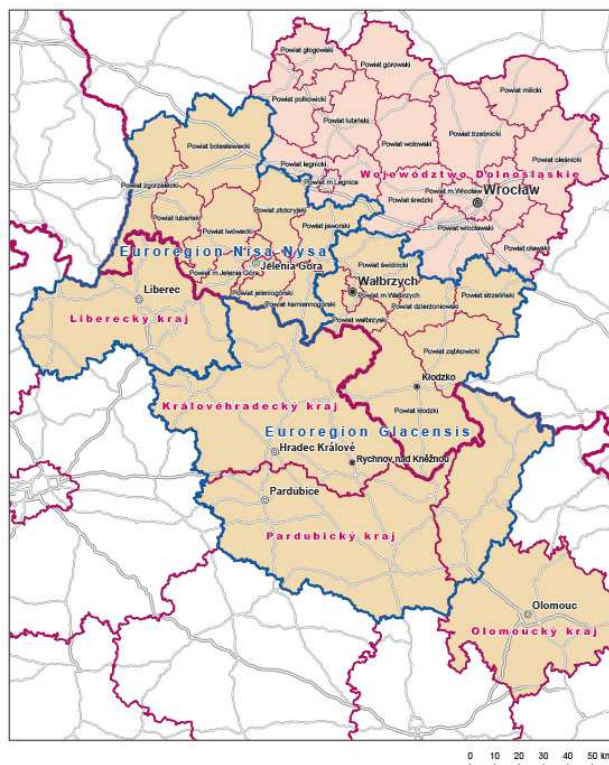 Powiat głogowski
Powiat górowski
Powiat milicki
Powiat polkowicki
Powiat lubiński
Powiat trzebnicki
Powiat wołowski
Powiat bolesławiecki
Powiat oleśnicki
Powiat legnicki
Województwo Dolnośląskie
Powiat zgorzelecki
Powiat m.Legnica
Powiat m.Wrocław
Wrocław
Powiat złotoryjski
Powiat średzki
Powiat lubański
Powiat lwówecki
Powiat jaworski
Powiat wrocławski
Powiat oławski
Euroregion Nisa Nysa
Jelenia Góra
Powiat m.Jelenia Góra
Powiat świdnicki
Powiat jeleniogórski
Wałbrzych
Powiat m.Wałbrzych
Powiat strzeliński
Liberec
Powiat kamiennogórski
Powiat dzierżoniowski
Liberecký kraj
Powiat wałbrzyski
Powiat ząbkowicki
Kłodzko
Královéhradecký kraj
Powiat kłodzki
Euroregion Glacensis
Hradec Králové
Rychnov nad Kněžnou
Pardubice
Pardubický kraj
Olomouc
Olomoucký kraj
0 10 20 30 40 50 km